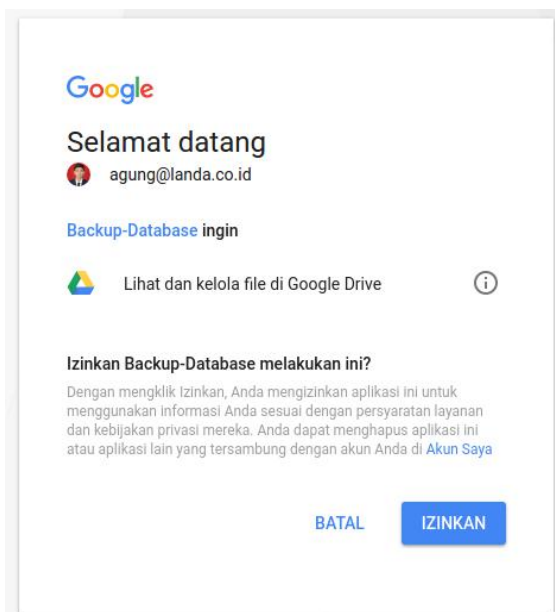 Google
Selamat datang
agung@landa.co.id
Backup-Database ingin
Lihat dan kelola file di Google Drive
Izinkan Backup-Database melakukan ini?
Dengan mengklik Izinkan, Anda mengizinkan aplikasi ini untuk
menggunakan informasi Anda sesuai dengan persyaratan layanan
dan kebijakan privasi mereka. Anda dapat menghapus aplikasi ini
atau aplikasi lain yang tersambung dengan akun Anda di Akun Saya
BATAL IZINKAN